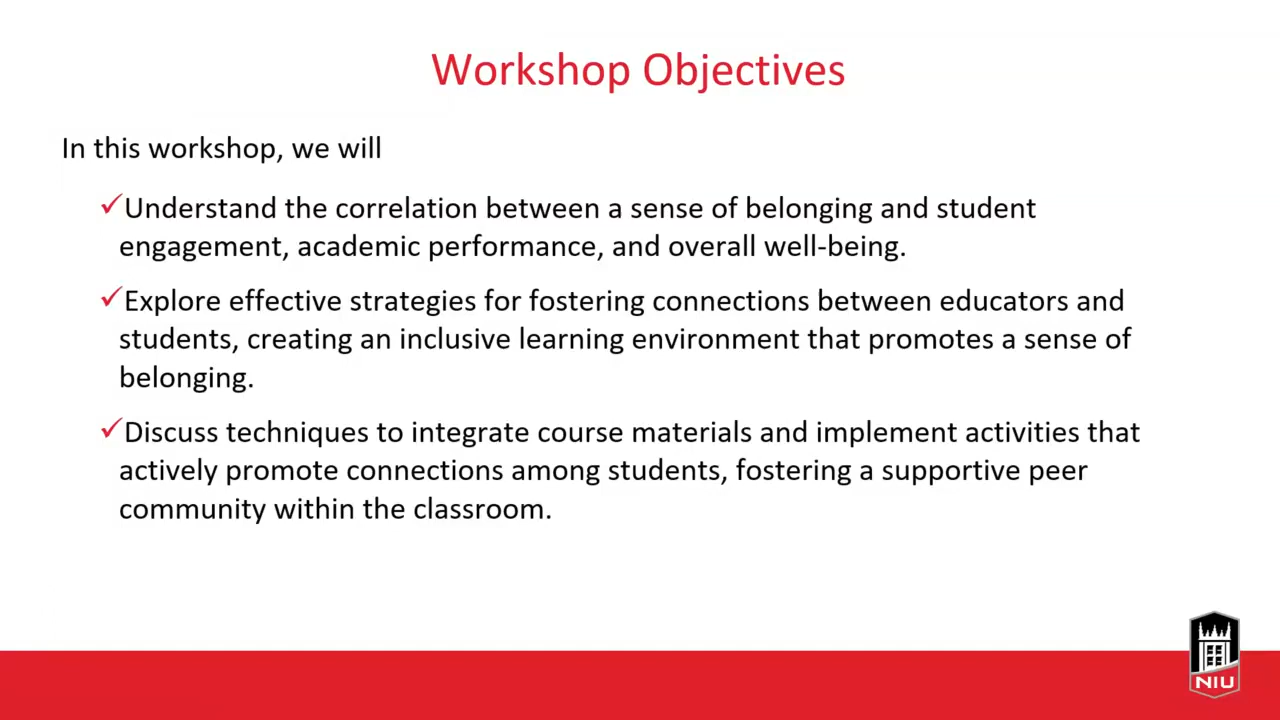 Workshop Objectives
In this workshop, we will
✓Understand the correlation between a sense of belonging and student
engagement, academic performance, and overall well-being.
✓Explore effective strategies for fostering connections between educators and
students, creating an inclusive learning environment that promotes a sense of
belonging.
✓Discuss techniques to integrate course materials and implement activities that
actively promote connections among students, fostering a supportive peer
community within the classroom.
NIU